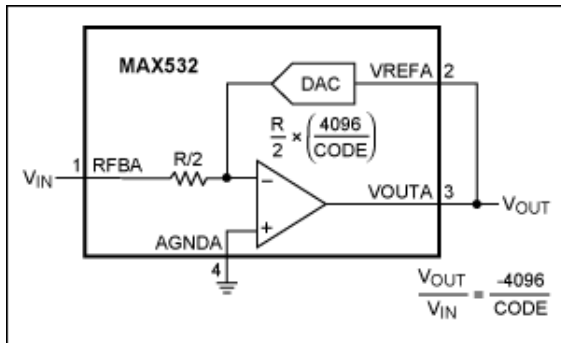 MAX532
DAC
VREFA 2
R/2 × (4096/CODE)
1 RFBA R/2
VIN
−
+
VOUTA 3
VOUT
AGNDA
4
VOUT/VIN = -4096/CODE